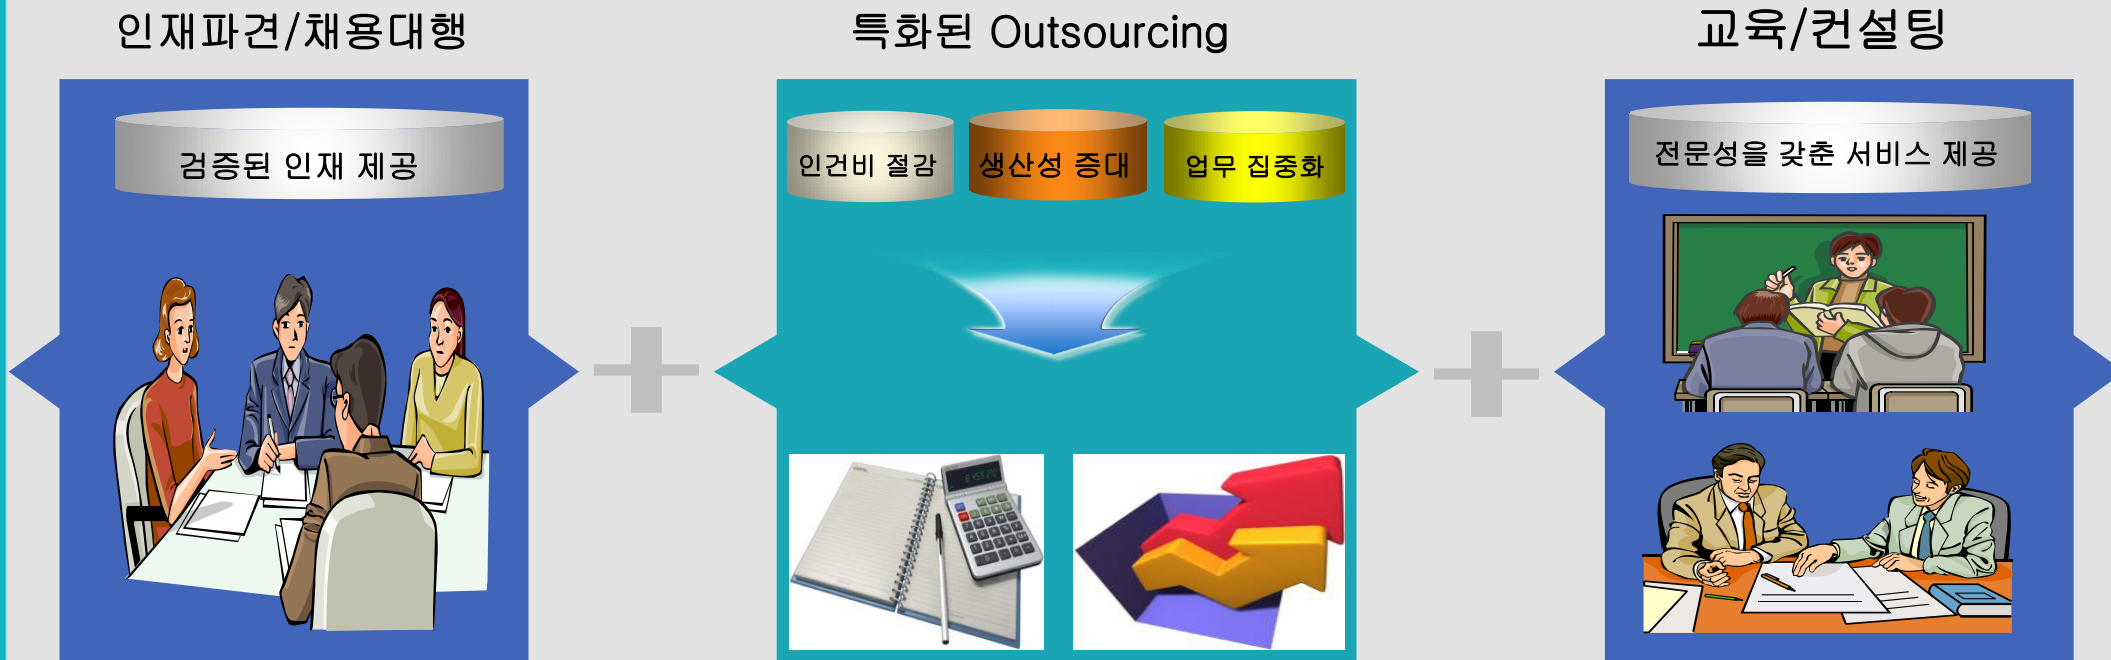 인재파견/채용대행
특화된 Outsourcing
교육/컨설팅
검증된 인재 제공
인건비 절감
생산성 증대
업무 집중화
전문성을 갖춘 서비스 제공